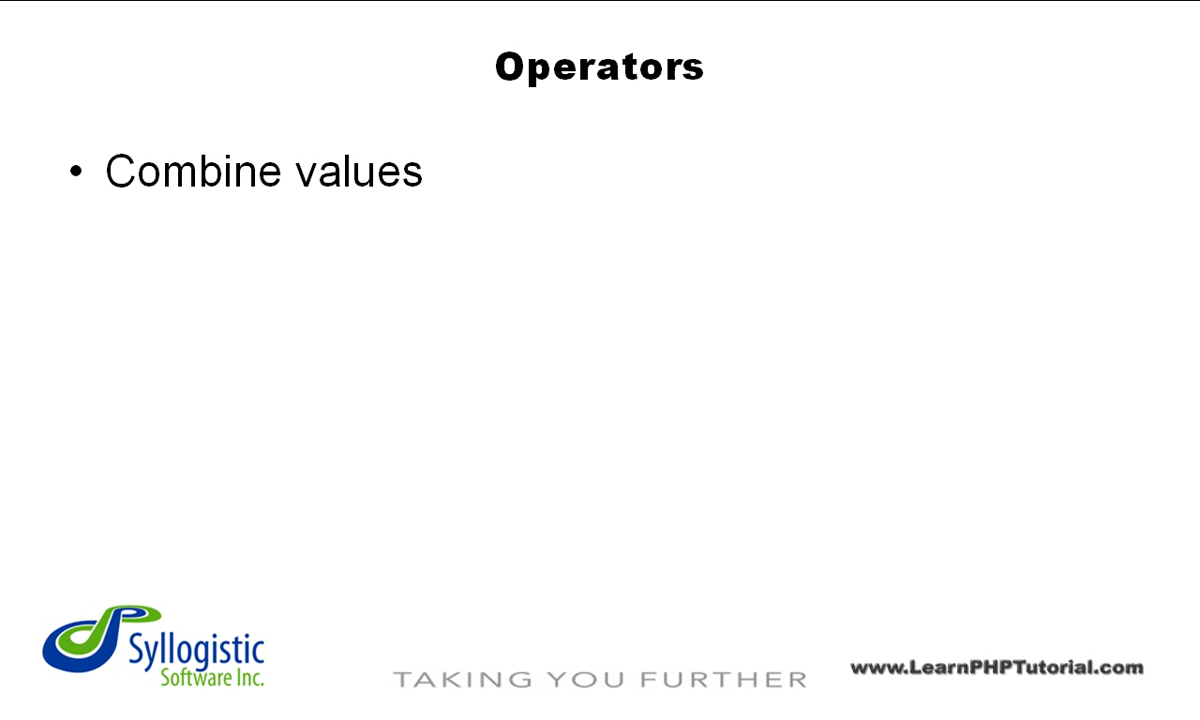 Operators
• Combine values
Syllogistic
Software Inc.
TAKING YOU FURTHER
www.LearnPHPTutorial.com